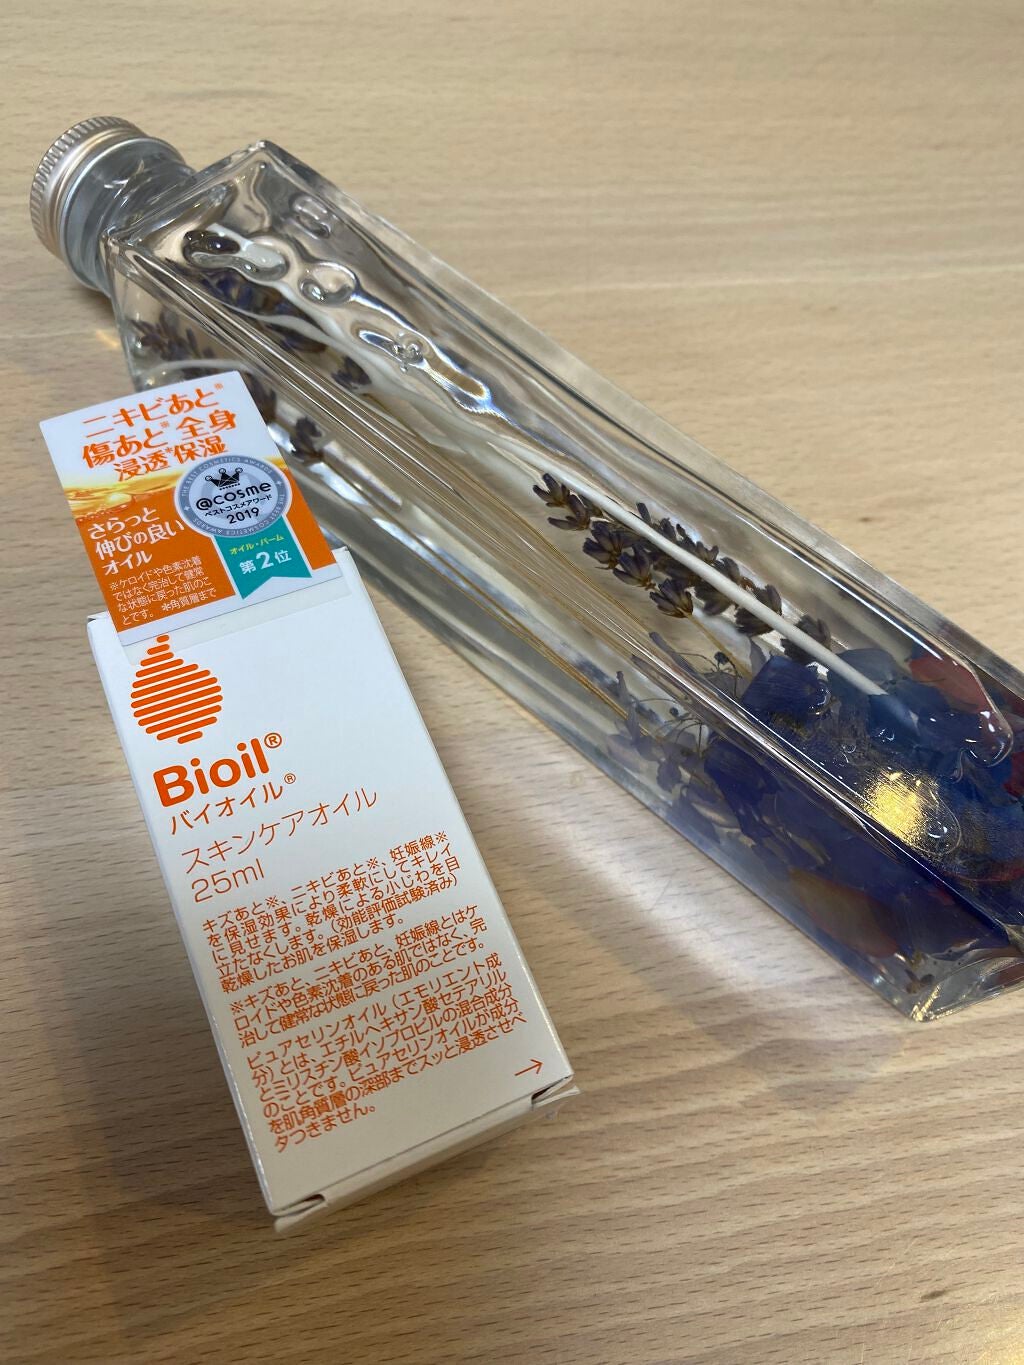 ニキビあと※
傷あと※全身
浸透*保湿
THE BEST COSMETICS AWARDS
@cosme
ベストコスメアワード
2019
THE BEST COSMETICS AWARDS
オイル・バーム
第2位
さらっと
伸びの良い
オイル
※ケロイドや色素沈着
ではなく完治して健常
な状態に戻った肌のこ
とです。 *角質層まで
Bioil®
バイオイル®
スキンケアオイル
25ml
キズあと※、ニキビあと※、妊娠線※
を保湿効果により柔軟にしてキレイ
に見せます。乾燥による小じわを目
立たなくします。(効能評価試験済み)
乾燥したお肌を保湿します。
※キズあと、ニキビあと、妊娠線とはケ
ロイドや色素沈着のある肌ではなく、完
治して健常な状態に戻った肌のことです。
ピュアセリンオイル(エモリエント成
分)とは、エチルヘキサン酸セテアリル
とミリスチン酸イソプロピルの混合成分
のことです。ピュアセリンオイルが成分
を肌角質層の深部までスッと浸透させベ
タつきません。
→